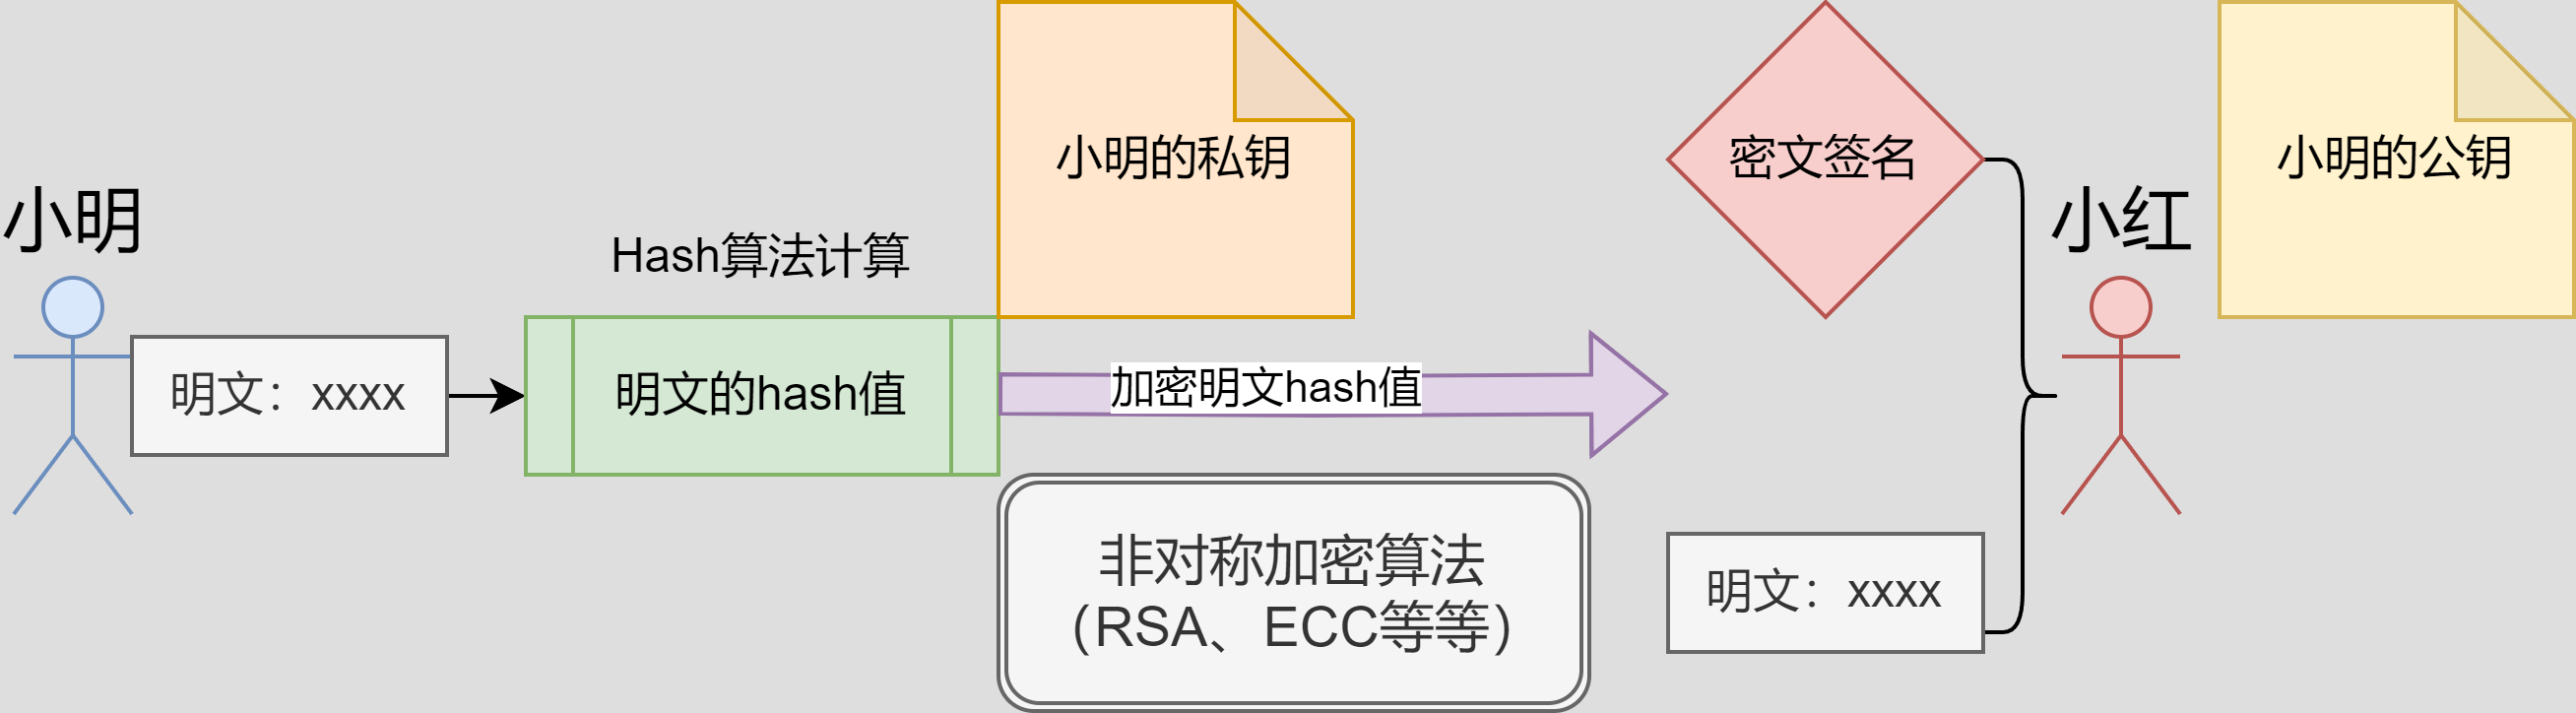 小明
明文：xxxx
Hash算法计算
明文的hash值
小明的私钥
加密明文hash值
非对称加密算法
（RSA、ECC等等）
密文签名
明文：xxxx
小红
小明的公钥